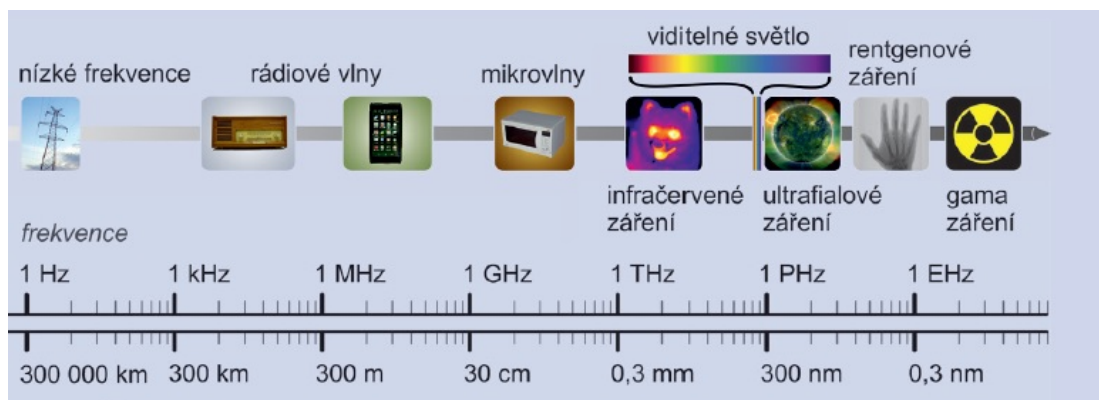 viditelné světlo
nízké frekvence
rádiové vlny
mikrovlny
rentgenové
záření
infračervené
záření
ultrafialové
záření
gama
záření
frekvence
1 Hz 1 kHz 1 MHz 1 GHz 1 THz 1 PHz 1 EHz
300 000 km 300 km 300 m 30 cm 0,3 mm 300 nm 0,3 nm